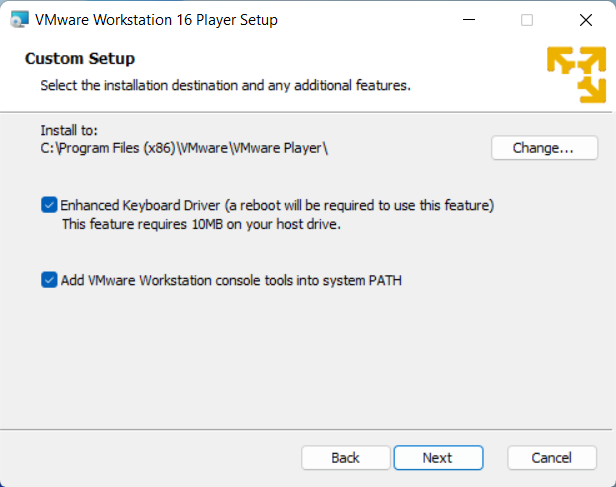 VMware Workstation 16 Player Setup
Custom Setup
Select the installation destination and any additional features.
Install to:
C:\Program Files (x86)\VMware\VMware Player\
Change...
Enhanced Keyboard Driver (a reboot will be required to use this feature)
This feature requires 10MB on your host drive.
Add VMware Workstation console tools into system PATH
Back
Next
Cancel